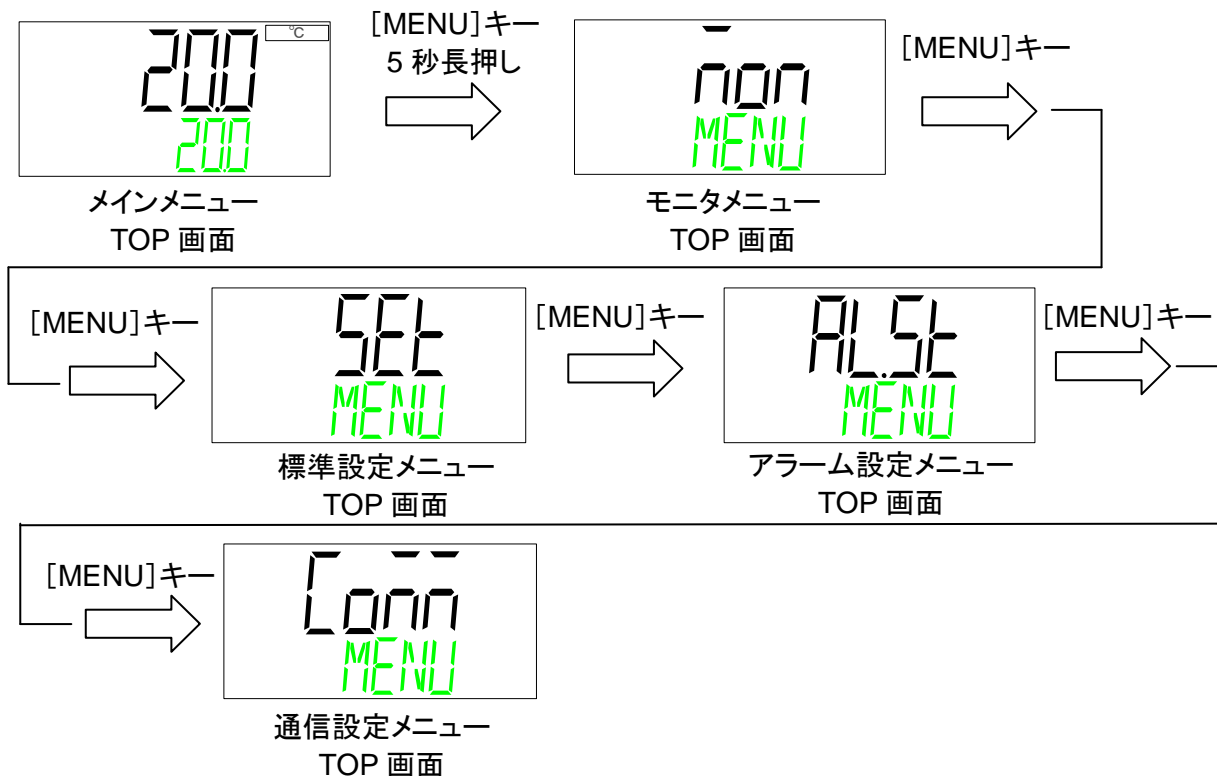 20.0
℃
20.0
メインメニュー
TOP 画面
［MENU］キー
5 秒長押し
mon
MENU
モニタメニュー
TOP 画面
［MENU］キー
［MENU］キー
SEt
MENU
標準設定メニュー
TOP 画面
［MENU］キー
AL.St
MENU
アラーム設定メニュー
TOP 画面
［MENU］キー
［MENU］キー
Comm
MENU
通信設定メニュー
TOP 画面